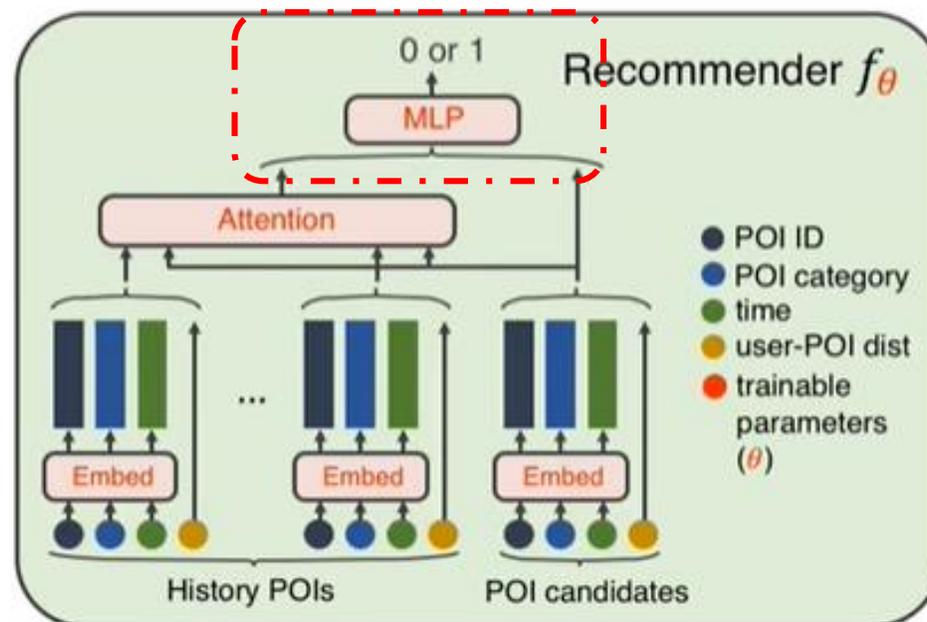 0 or 1
Recommender fθ
MLP
Attention
POI ID
POI category
time
user-POI dist
trainable
parameters
(θ)
...
Embed
Embed
Embed
History POIs
POI candidates